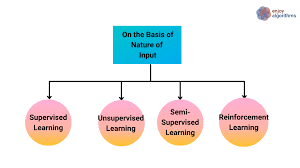 enjoy
algorithms
On the Basis of
Nature of
Input
Supervised
Learning
Unsupervised
Learning
Semi-
Supervised
Learning
Reinforcement
Learning